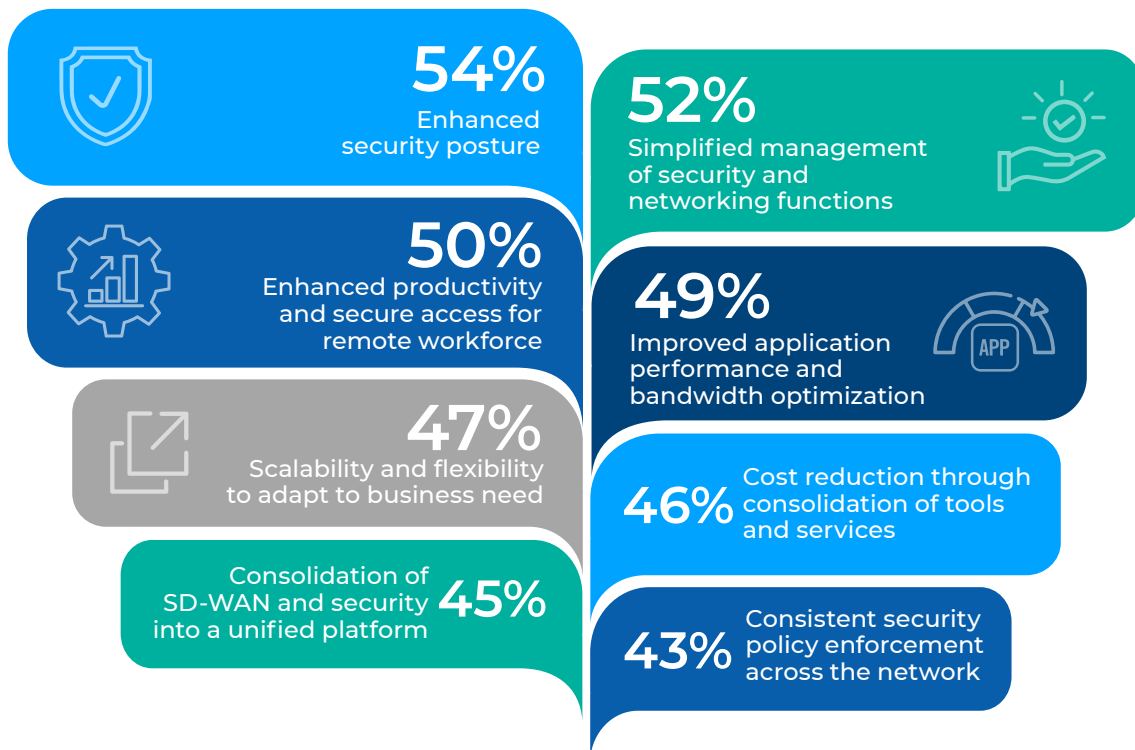 54%
Enhanced
security posture
52%
Simplified management
of security and
networking functions
50%
Enhanced productivity
and secure access for
remote workforce
49%
Improved application
performance and
bandwidth optimization
APP
47%
Scalability and flexibility
to adapt to business need
46%
Cost reduction through
consolidation of tools
and services
Consolidation of
SD-WAN and security
into a unified platform
45%
43%
Consistent security
policy enforcement
across the network